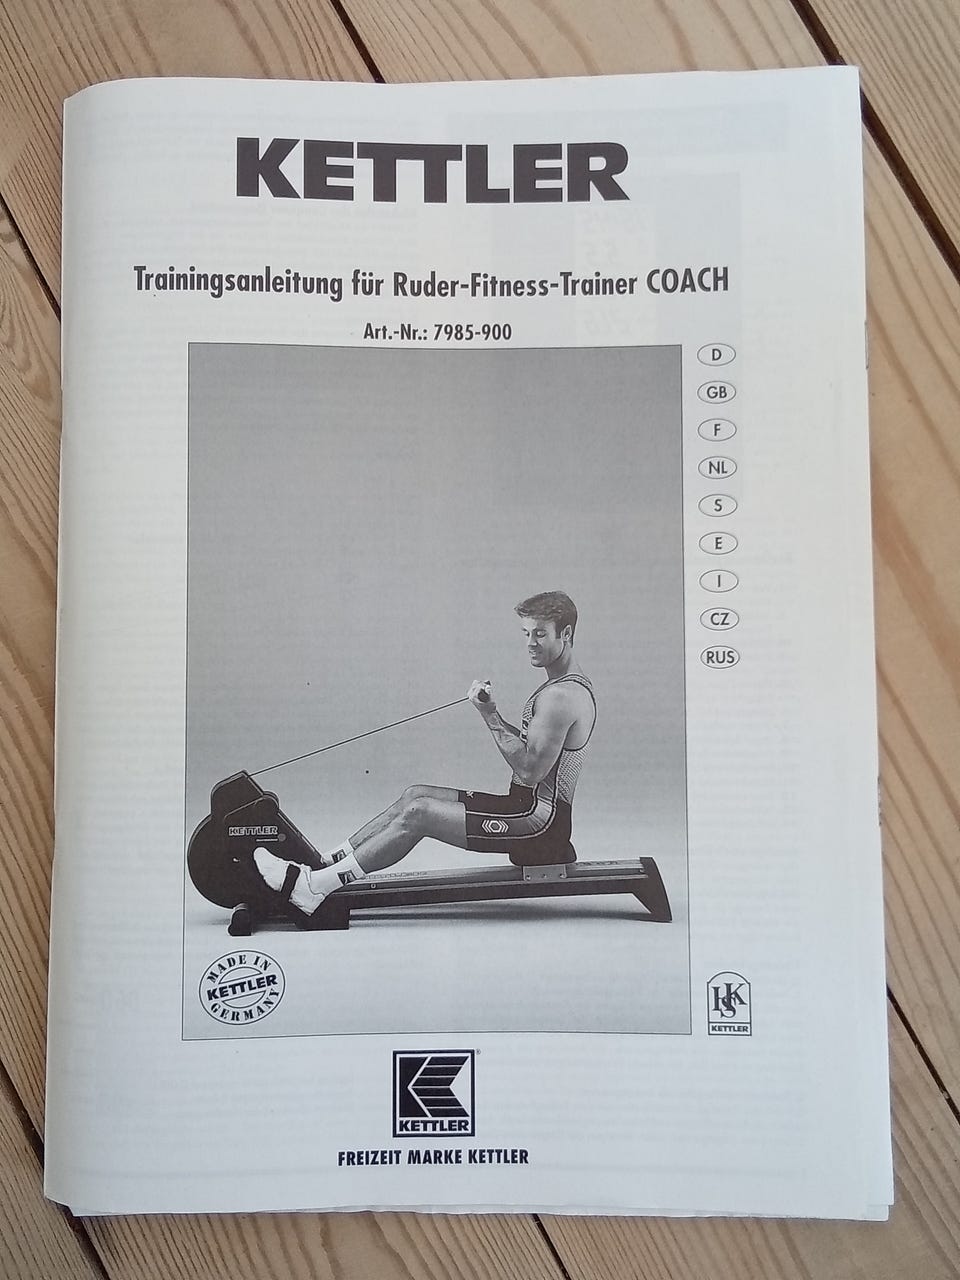 KETTLER
Trainingsanleitung für Ruder-Fitness-Trainer COACH
Art.-Nr.: 7985-900
D
GB
F
NL
S
E
I
CZ
RUS
KETTLER
MADE IN
KETTLER
GERMANY
HKS
KETTLER
KETTLER
FREIZEIT MARKE KETTLER